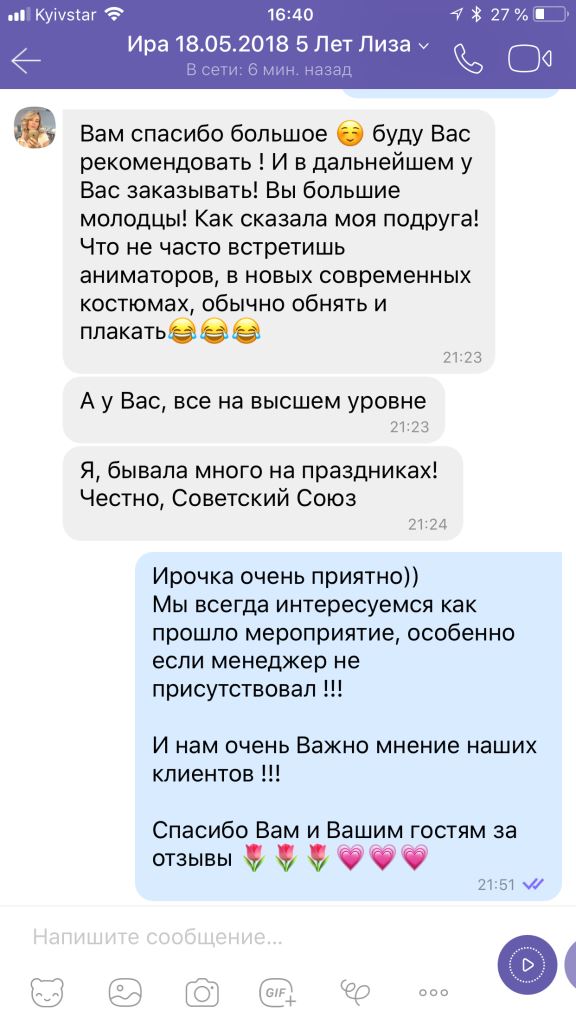 Kyivstar 16:40 27 %
Ира 18.05.2018 5 Лет Лиза
В сети: 6 мин. назад
Вам спасибо большое ☺️ буду Вас
рекомендовать ! И в дальнейшем у
Вас заказывать! Вы большие
молодцы! Как сказала моя подруга!
Что не часто встретишь
аниматоров, в новых современных
костюмах, обычно обнять и
плакать😂😂😂
21:23
А у Вас, все на высшем уровне
21:23
Я, бывала много на праздниках!
Честно, Советский Союз
21:24
Ирочка очень приятно))
Мы всегда интересуемся как
прошло мероприятие, особенно
если менеджер не
присутствовал !!!
И нам очень Важно мнение наших
клиентов !!!
Спасибо Вам и Вашим гостям за
отзывы 🌷🌷🌷💗💗💗
21:51
Напишите сообщение...
GIF